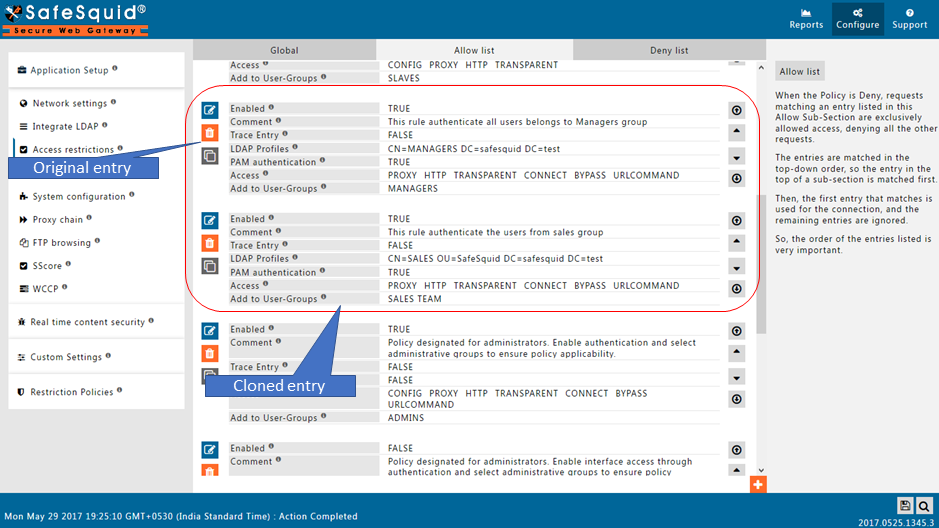 SafeSquid®
Secure Web Gateway
Reports
Configure
Support
Application Setup
Network settings
Integrate LDAP
Access restrictions
Original entry
System configuration
Proxy chain
FTP browsing
SScore
WCCP
Real time content security
Custom Settings
Restriction Policies
Global
Allow list
Deny list
Access CONFIG PROXY HTTP TRANSPARENT
Add to User-Groups SLAVES
Enabled TRUE
Comment This rule authenticate all users belongs to Managers group
Trace Entry FALSE
LDAP Profiles CN=MANAGERS DC=safesquid DC=test
PAM authentication TRUE
Access PROXY HTTP TRANSPARENT CONNECT BYPASS URLCOMMAND
Add to User-Groups MANAGERS
Enabled TRUE
Comment This rule authenticate the users from sales group
Trace Entry FALSE
LDAP Profiles CN=SALES OU=SafeSquid DC=safesquid DC=test
PAM authentication TRUE
Access PROXY HTTP TRANSPARENT CONNECT BYPASS URLCOMMAND
Add to User-Groups SALES TEAM
Enabled TRUE
Comment Policy designated for administrators. Enable authentication and select
administrative groups to ensure policy applicability.
Trace Entry FALSE
Cloned entry FALSE
CONFIG PROXY HTTP TRANSPARENT CONNECT BYPASS
URLCOMMAND
Add to User-Groups ADMINS
Enabled FALSE
Comment Policy designated for administrators. Enable interface access through
authentication and select administrative groups to ensure policy
Allow list
When the Policy is Deny, requests
matching an entry listed in this
Allow Sub-Section are exclusively
allowed access, denying all the other
requests.
The entries are matched in the
top-down order, so the entry in the
top of a sub-section is matched first.
Then, the first entry that matches is
used for the connection, and the
remaining entries are ignored.
So, the order of the entries listed is
very important.
Mon May 29 2017 19:25:10 GMT+0530 (India Standard Time) : Action Completed
2017.0525.1345.3